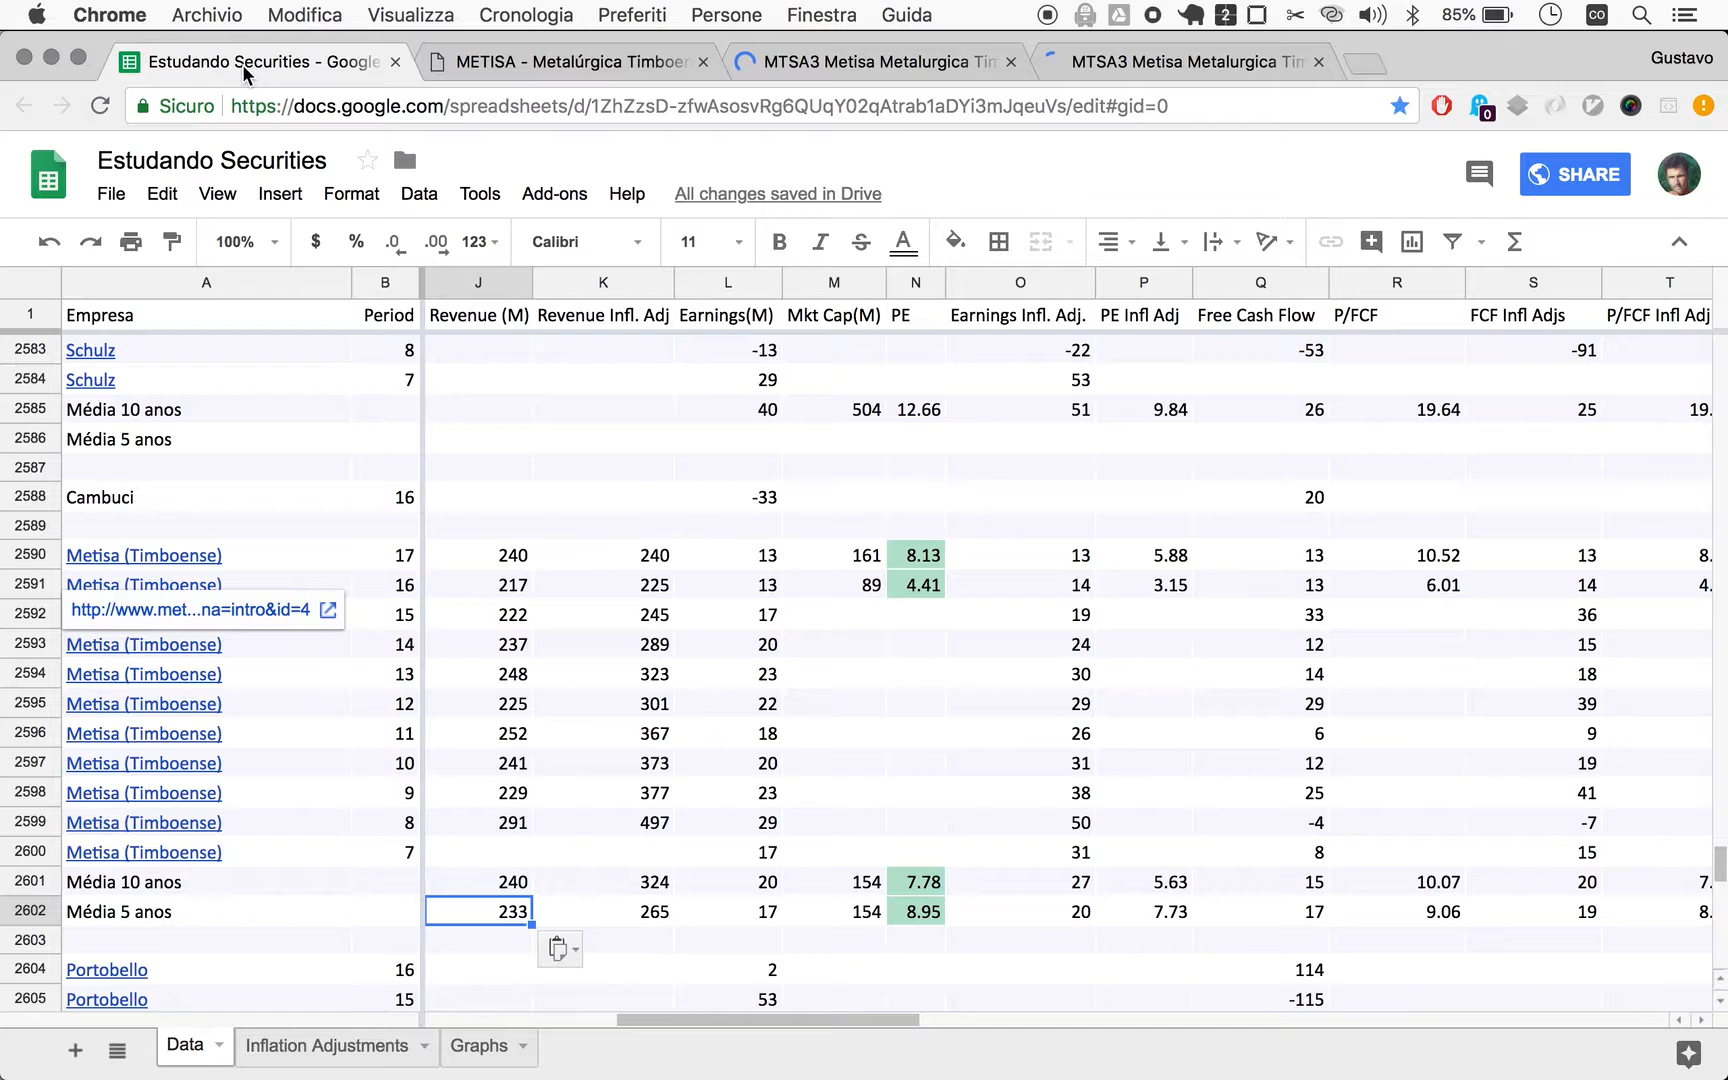 Chrome Archivio Modifica Visualizza Cronologia Preferiti Persone Finestra Guida 2 85% CO
Estudando Securities - Google METISA - Metalúrgica Timboen MTSA3 Metisa Metalurgica Tim MTSA3 Metisa Metalurgica Tim Gustavo
Sicuro https://docs.google.com/spreadsheets/d/1ZhZzsD-zfwAsosvRg6QUqY02qAtrab1aDYi3mJqeuVs/edit#gid=0 0
Estudando Securities
File Edit View Insert Format Data Tools Add-ons Help All changes saved in Drive SHARE
100% $ % .0 .00 123 Calibri 11 B I S A Σ
A B J K L M N O P Q R S T
1 Empresa Period Revenue (M) Revenue Infl. Adj Earnings(M) Mkt Cap(M) PE Earnings Infl. Adj. PE Infl Adj Free Cash Flow P/FCF FCF Infl Adjs P/FCF Infl Adj
2583 Schulz 8 -13 -22 -53 -91
2584 Schulz 7 29 53
2585 Média 10 anos 40 504 12.66 51 9.84 26 19.64 25 19.
2586 Média 5 anos
2587
2588 Cambuci 16 -33 20
2589
2590 Metisa (Timboense) 17 240 240 13 161 8.13 13 5.88 13 10.52 13 8.
2591 Metisa (Timboense) 16 217 225 13 89 4.41 14 3.15 13 6.01 14 4.
2592 http://www.met...na=intro&id=4 15 222 245 17 19 33 36
2593 Metisa (Timboense) 14 237 289 20 24 12 15
2594 Metisa (Timboense) 13 248 323 23 30 14 18
2595 Metisa (Timboense) 12 225 301 22 29 29 39
2596 Metisa (Timboense) 11 252 367 18 26 6 9
2597 Metisa (Timboense) 10 241 373 20 31 12 19
2598 Metisa (Timboense) 9 229 377 23 38 25 41
2599 Metisa (Timboense) 8 291 497 29 50 -4 -7
2600 Metisa (Timboense) 7 17 31 8 15
2601 Média 10 anos 240 324 20 154 7.78 27 5.63 15 10.07 20 7.
2602 Média 5 anos 233 265 17 154 8.95 20 7.73 17 9.06 19 8.
2603
2604 Portobello 16 2 114
2605 Portobello 15 53 -115
Data Inflation Adjustments Graphs